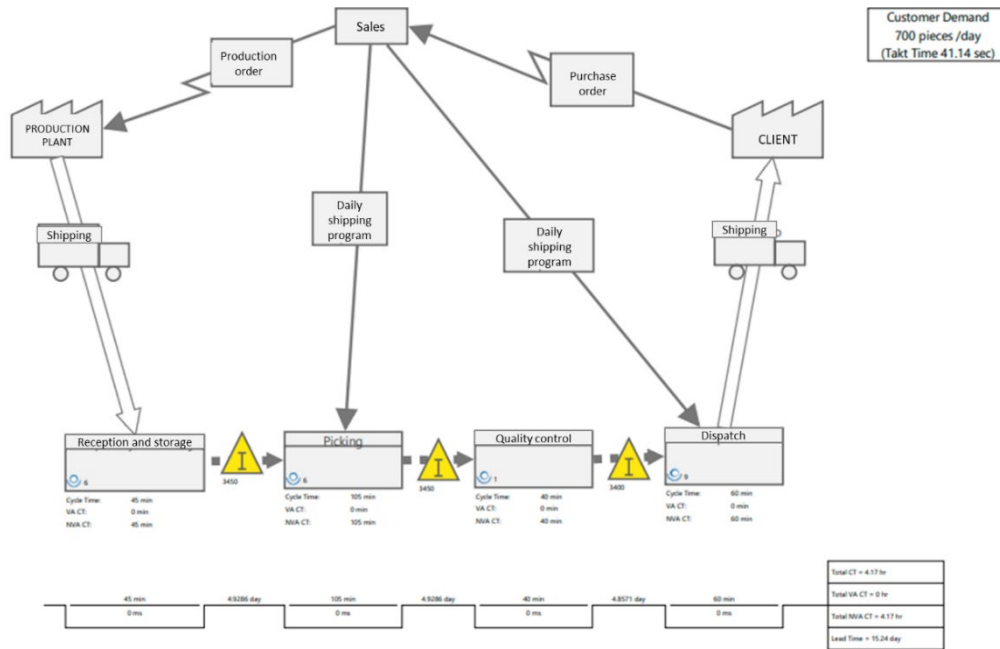 Sales
Customer Demand
700 pieces /day
(Takt Time 41.14 sec)
Production
order
Purchase
order
PRODUCTION
PLANT
CLIENT
Daily
shipping
program
Daily
shipping
program
Shipping
Shipping
Reception and storage
6
Cycle Time: 45 min
VA CT: 0 min
NVA CT: 45 min
I
3450
Picking
6
Cycle Time: 105 min
VA CT: 0 min
NVA CT: 105 min
I
3450
Quality control
1
Cycle Time: 40 min
VA CT: 0 min
NVA CT: 40 min
I
3400
Dispatch
9
Cycle Time: 60 min
VA CT: 0 min
NVA CT: 60 min
45 min 4.9286 day 105 min 4.9286 day 40 min 4.8571 day 60 min
0 ms 0 ms 0 ms 0 ms
Total CT = 4.17 hr
Total VA CT = 0 hr
Total NVA CT = 4.17 hr
Lead Time = 15.24 day